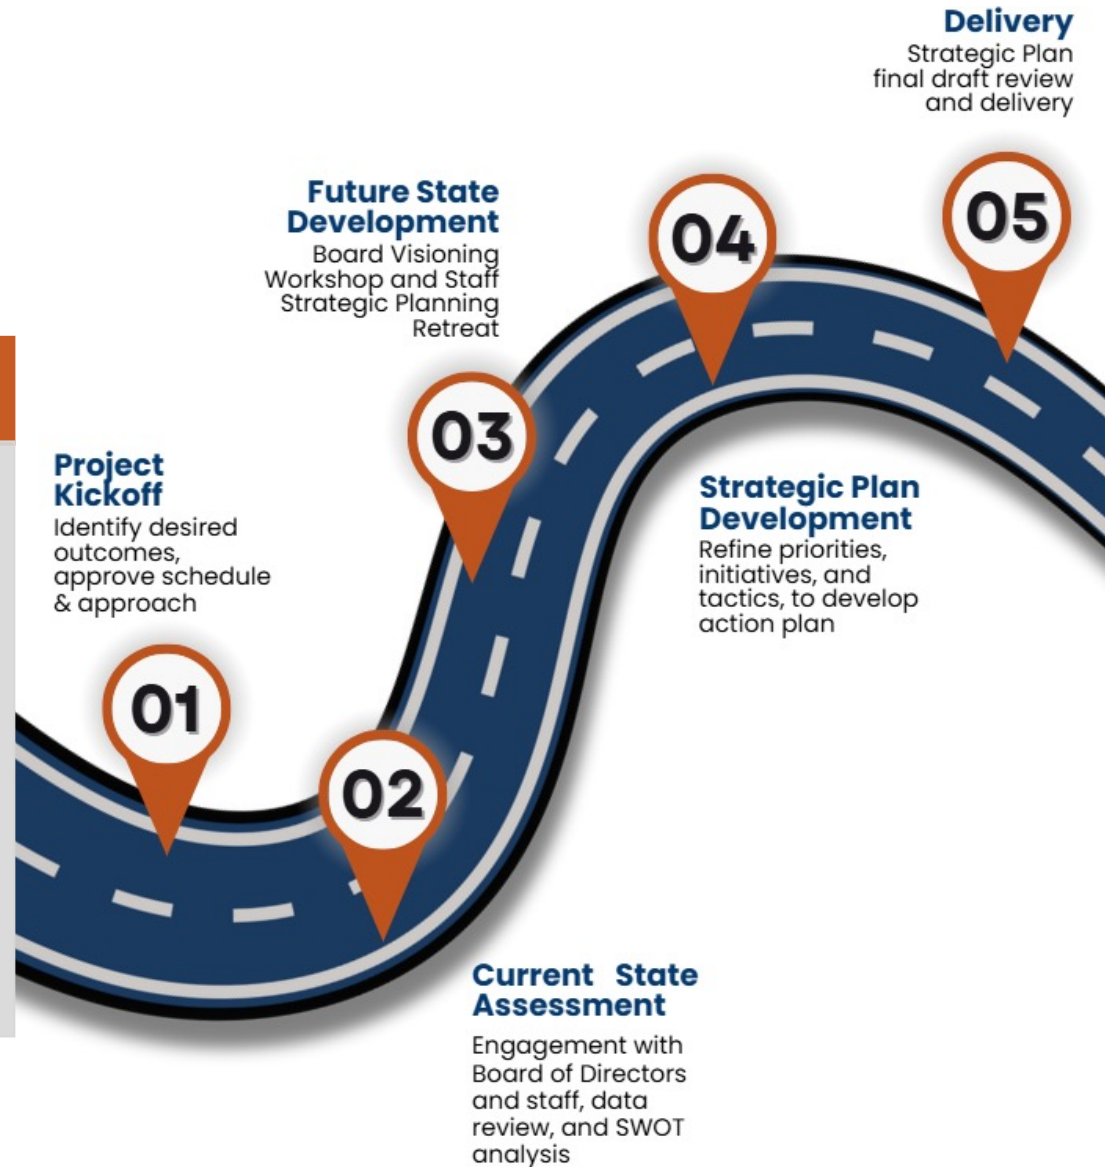 01
Project
Kickoff
Identify desired
outcomes,
approve schedule
& approach
02
Current State
Assessment
Engagement with
Board of Directors
and staff, data
review, and SWOT
analysis
03
Future State
Development
Board Visioning
Workshop and Staff
Strategic Planning
Retreat
04
Strategic Plan
Development
Refine priorities,
initiatives, and
tactics, to develop
action plan
05
Delivery
Strategic Plan
final draft review
and delivery